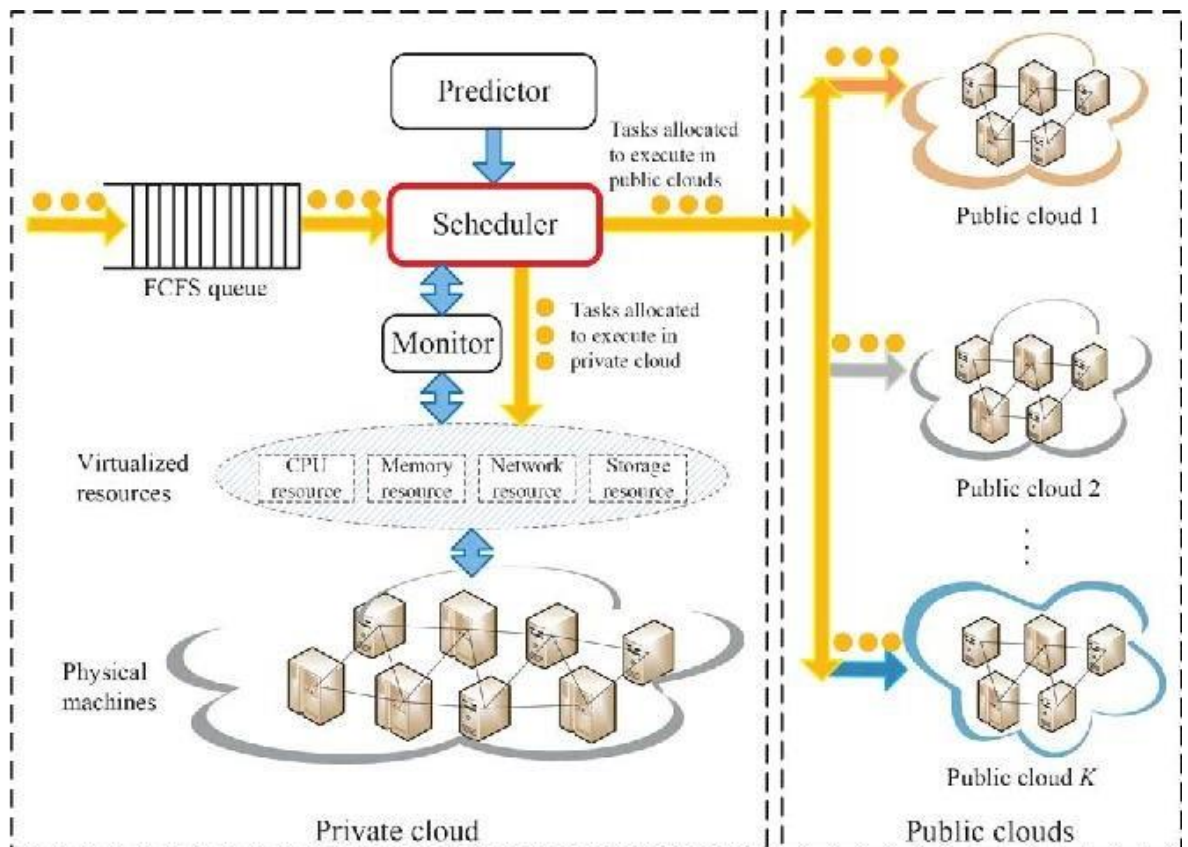 Predictor
Tasks allocated
to execute in
public clouds
Scheduler
FCFS queue
Monitor
Tasks allocated
to execute in
private cloud
Virtualized
resources
CPU
resource
Memory
resource
Network
resource
Storage
resource
Physical
machines
Private cloud
Public cloud 1
Public cloud 2
Public cloud K
Public clouds